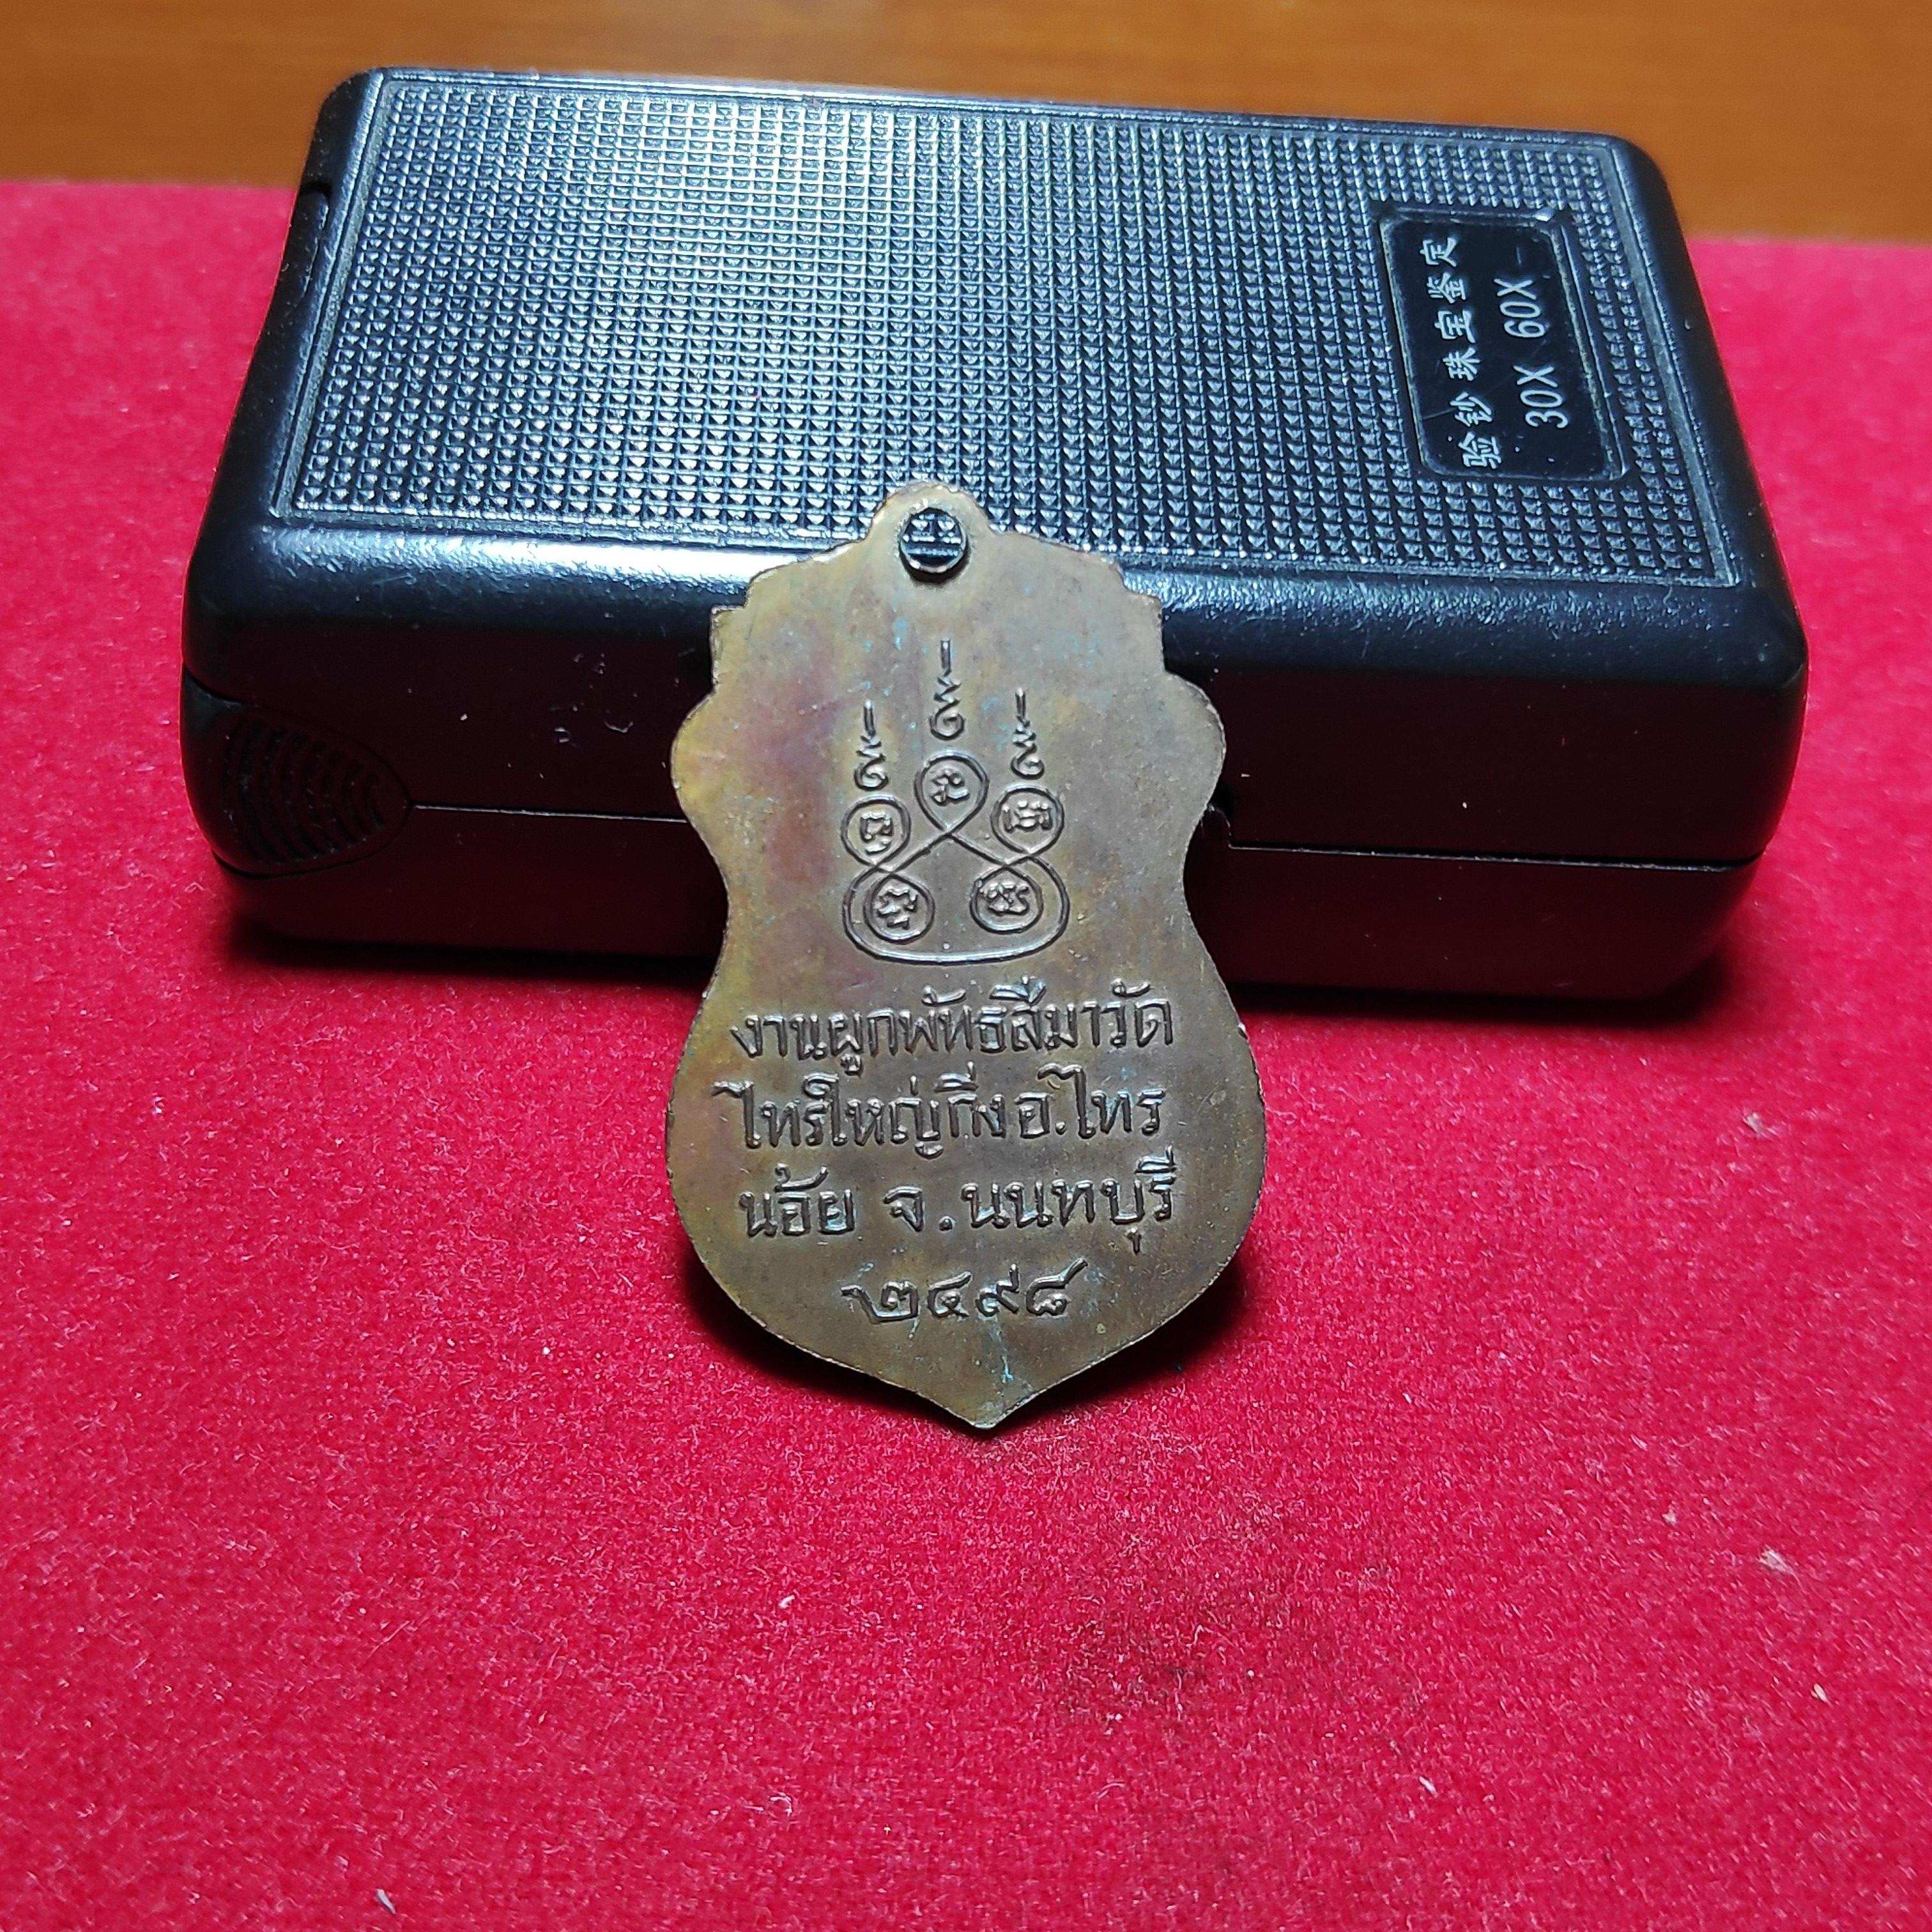 验钞珠宝鉴定
30X 60X
งานผูกพัทธสีมาวัด
ไทรใหญ่กิ่งอ.ไทร
น้อย จ.นนทบุรี
๒๔๙๘